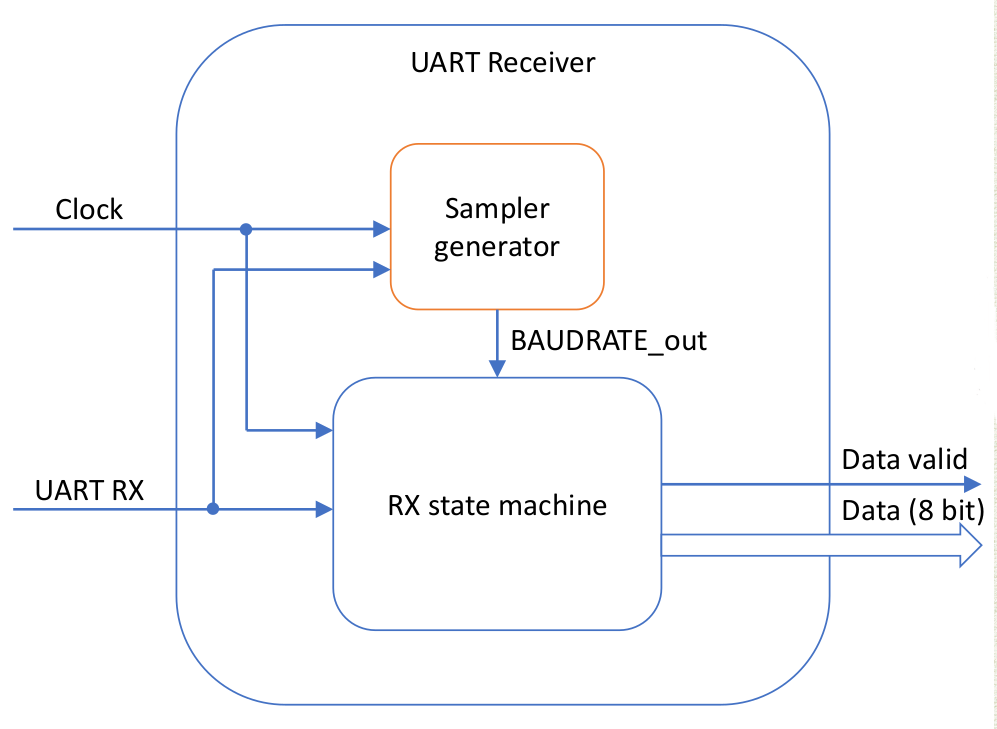 UART Receiver
Clock
Sampler
generator
BAUDRATE_out
UART RX
RX state machine
Data valid
Data (8 bit)